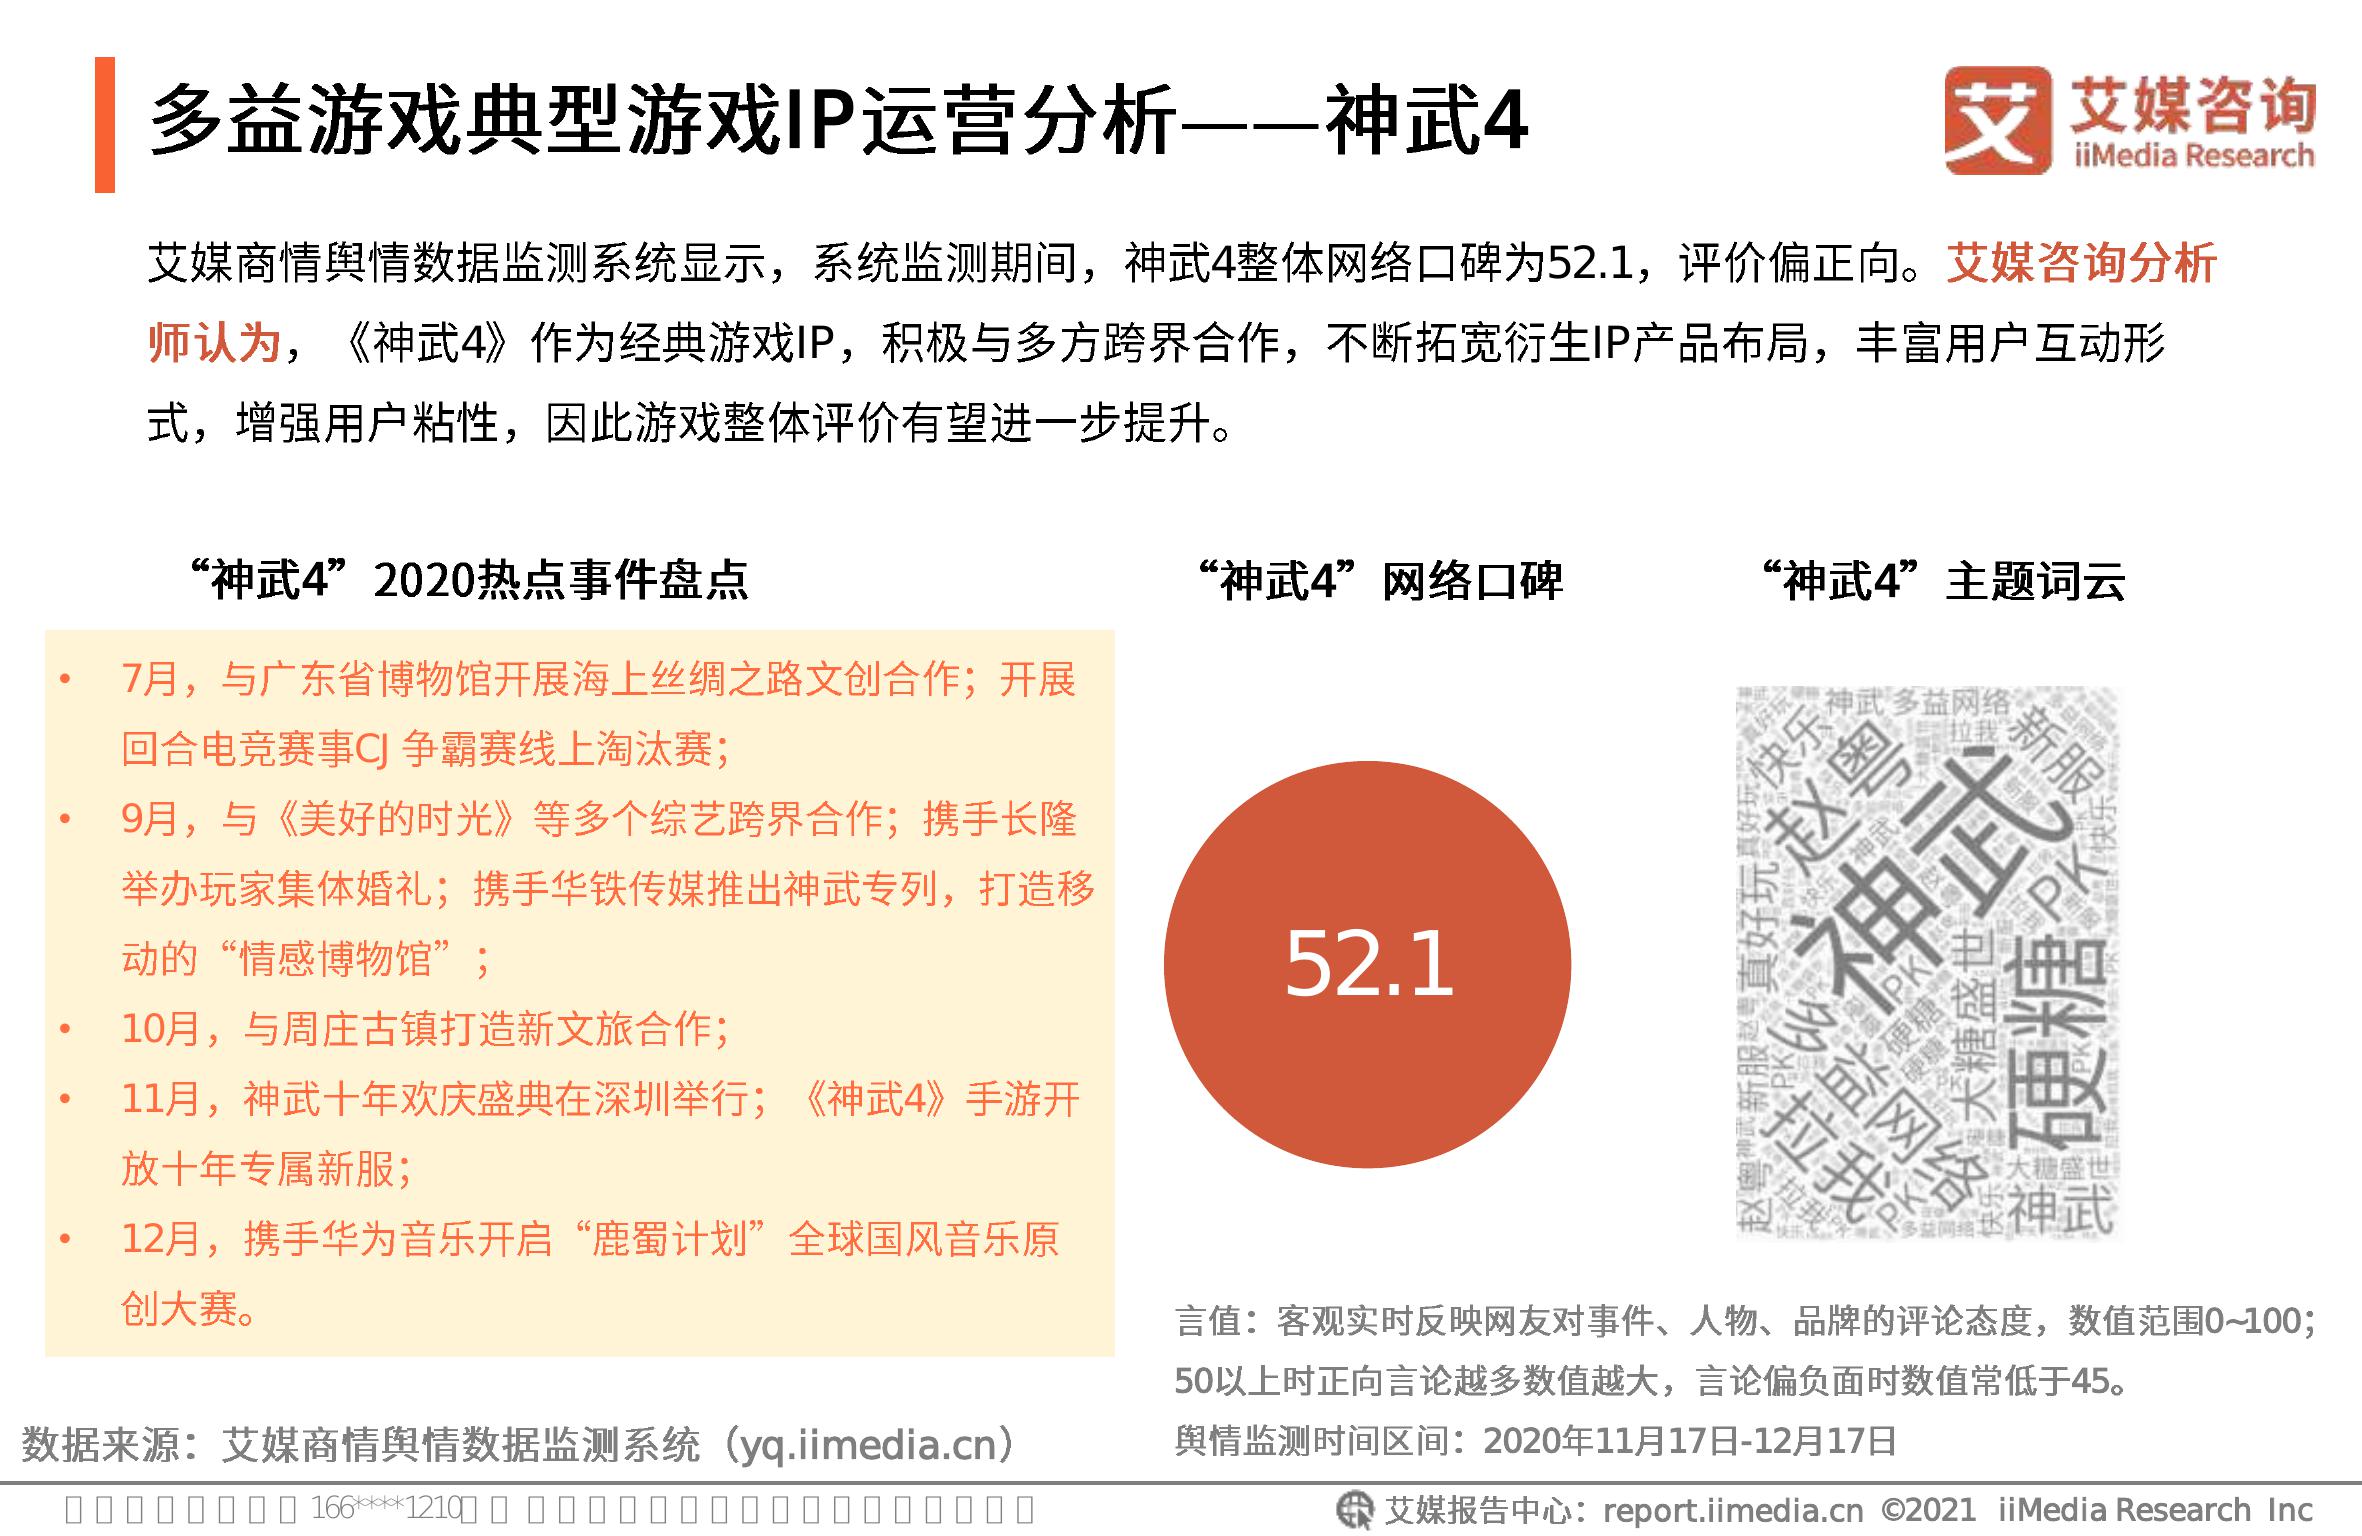 多益游戏典型游戏IP运营分析——神武4
艾媒咨询
iiMedia Research
艾媒商情舆情数据监测系统显示，系统监测期间，神武4整体网络口碑为52.1，评价偏正向。艾媒咨询分析
师认为，《神武4》作为经典游戏IP，积极与多方跨界合作，不断拓宽衍生IP产品布局，丰富用户互动形
式，增强用户粘性，因此游戏整体评价有望进一步提升。
“神武4”2020热点事件盘点
• 7月，与广东省博物馆开展海上丝绸之路文创合作；开展
回合电竞赛事CJ 争霸赛线上淘汰赛；
• 9月，与《美好的时光》等多个综艺跨界合作；携手长隆
举办玩家集体婚礼；携手华铁传媒推出神武专列，打造移
动的“情感博物馆”；
• 10月，与周庄古镇打造新文旅合作；
• 11月，神武十年欢庆盛典在深圳举行；《神武4》手游开
放十年专属新服；
• 12月，携手华为音乐开启“鹿蜀计划”全球国风音乐原
创大赛。
“神武4”网络口碑
52.1
“神武4”主题词云
神武
多益网络
拉我
新服
快乐
赵粤
神武
神武
PK
快乐
真好玩
真好玩
硬糖
大糖盛世
PK
硬糖
硬糖
多益网络
PK
新服
赵粤
神武
拉我
赵粤
拉我
PK
大糖盛世
神武
多益网络
快乐
言值：客观实时反映网友对事件、人物、品牌的评论态度，数值范围0~100；
50以上时正向言论越多数值越大，言论偏负面时数值常低于45。
舆情监测时间区间：2020年11月17日-12月17日
数据来源：艾媒商情舆情数据监测系统（yq.iimedia.cn）
166****1210
艾媒报告中心：report.iimedia.cn ©2021 iiMedia Research Inc